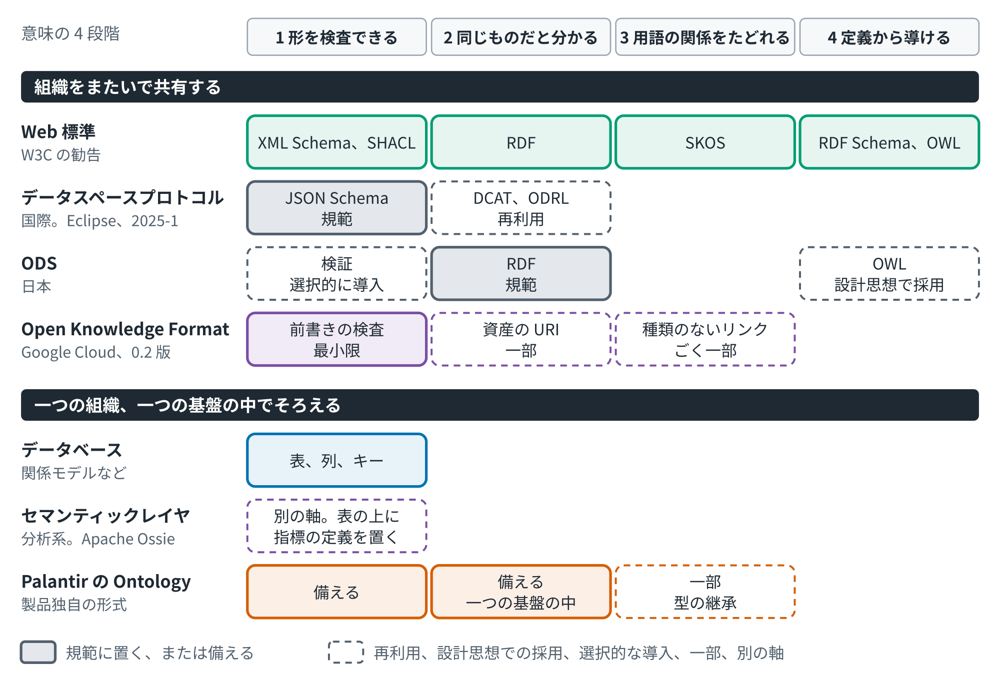 意味の 4 段階
1 形を検査できる
2 同じものだと分かる
3 用語の関係をたどれる
4 定義から導ける
組織をまたいで共有する
Web 標準
W3C の勧告
XML Schema、SHACL
RDF
SKOS
RDF Schema、OWL
データスペースプロトコル
国際。Eclipse、2025-1
JSON Schema
規範
DCAT、ODRL
再利用
ODS
日本
検証
選択的に導入
RDF
規範
OWL
設計思想で採用
Open Knowledge Format
Google Cloud、0.2 版
前書きの検査
最小限
資産の URI
一部
種類のないリンク
ごく一部
一つの組織、一つの基盤の中でそろえる
データベース
関係モデルなど
表、列、キー
セマンティックレイヤ
分析系。Apache Ossie
別の軸。表の上に
指標の定義を置く
Palantir の Ontology
製品独自の形式
備える
備える
一つの基盤の中
一部
型の継承
規範に置く、または備える
再利用、設計思想での採用、選択的な導入、一部、別の軸